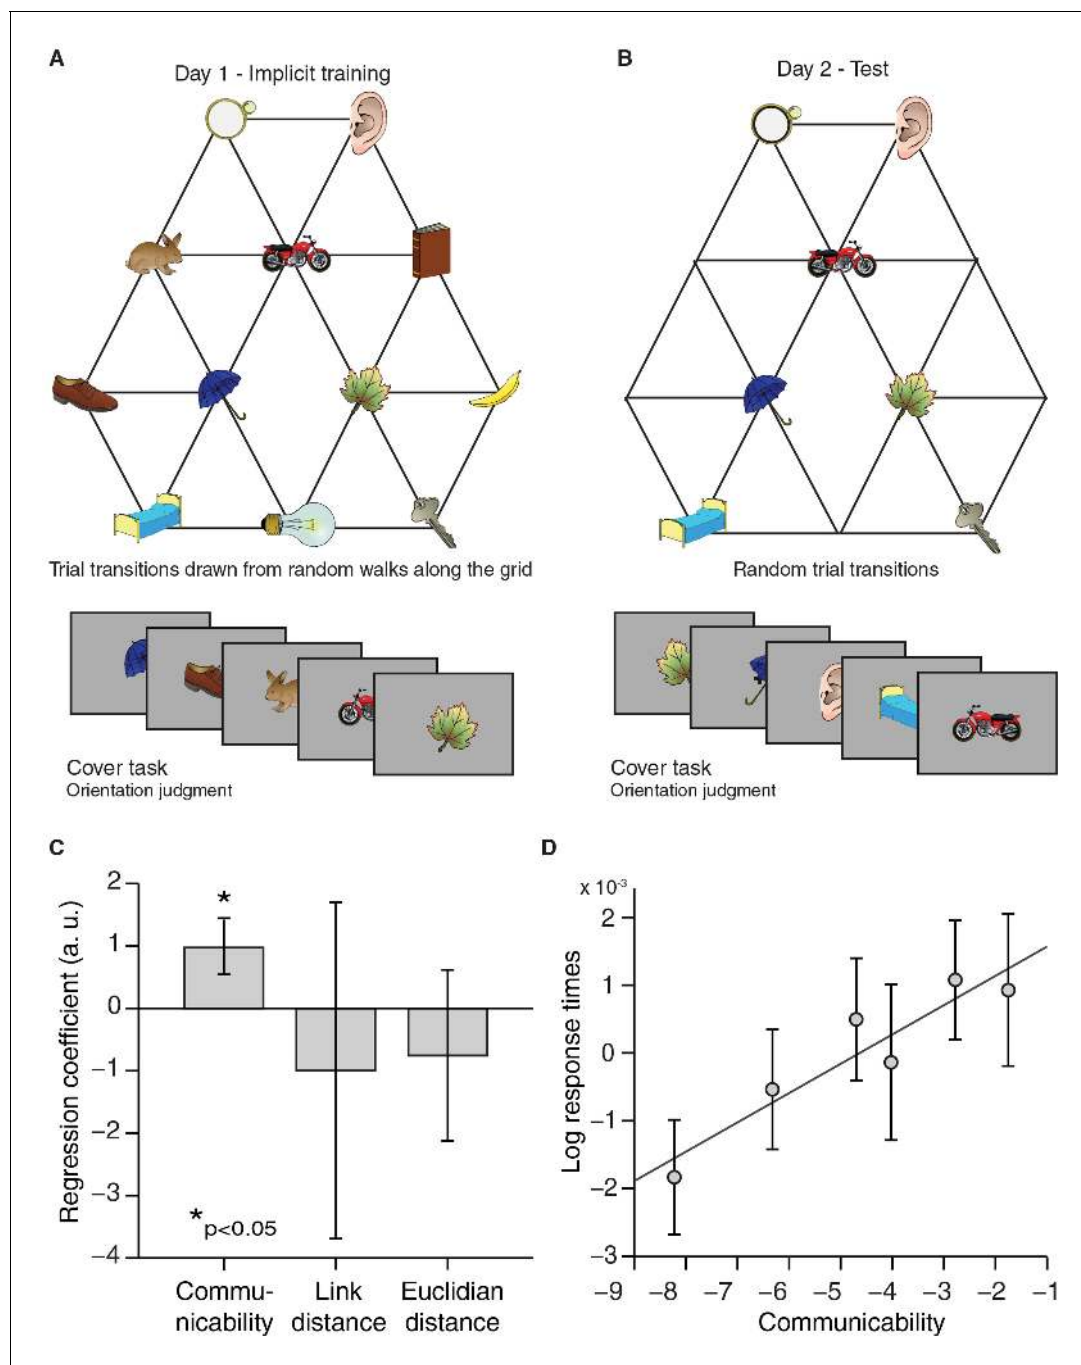 A
Day 1 - Implicit training
Trial transitions drawn from random walks along the grid
Cover task
Orientation judgment
B
Day 2 - Test
Random trial transitions
Cover task
Orientation judgment
C
Regression coefficient (a. u.)
2
1
0
−1
−2
−3
−4
*
* p<0.05
Commu-
nicability
Link
distance
Euclidian
distance
D
x 10-3
Log response times
2
1
0
−1
−2
−3
−9 −8 −7 −6 −5 −4 −3 −2 −1
Communicability